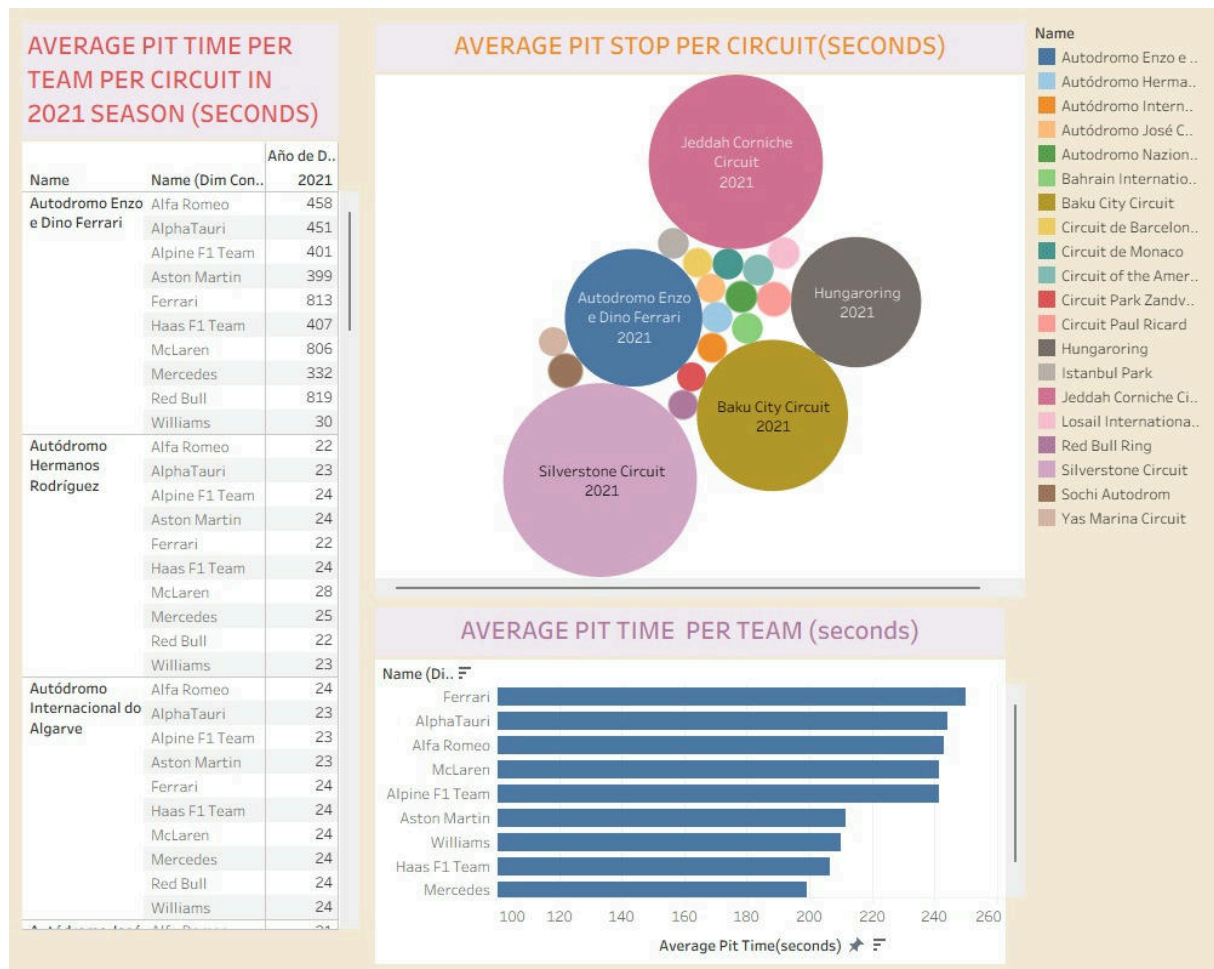 AVERAGE PIT TIME PER
TEAM PER CIRCUIT IN
2021 SEASON (SECONDS)
Año de D..
Name Name (Dim Con.. 2021
Autodromo Enzo
e Dino Ferrari
Alfa Romeo 458
AlphaTauri 451
Alpine F1 Team 401
Aston Martin 399
Ferrari 813
Haas F1 Team 407
McLaren 806
Mercedes 332
Red Bull 819
Williams 30
Autódromo
Hermanos
Rodríguez
Alfa Romeo 22
AlphaTauri 23
Alpine F1 Team 24
Aston Martin 24
Ferrari 22
Haas F1 Team 24
McLaren 28
Mercedes 25
Red Bull 22
Williams 23
Autódromo
Internacional do
Algarve
Alfa Romeo 24
AlphaTauri 23
Alpine F1 Team 23
Aston Martin 23
Ferrari 24
Haas F1 Team 24
McLaren 24
Mercedes 24
Red Bull 24
Williams 24
AVERAGE PIT STOP PER CIRCUIT(SECONDS)
Jeddah Corniche
Circuit
2021
Autodromo Enzo
e Dino Ferrari
2021
Hungaroring
2021
Baku City Circuit
2021
Silverstone Circuit
2021
Name
Autodromo Enzo e ..
Autódromo Herma..
Autódromo Intern..
Autódromo José C..
Autodromo Nazion..
Bahrain Internatio..
Baku City Circuit
Circuit de Barcelon..
Circuit de Monaco
Circuit of the Amer..
Circuit Park Zandv..
Circuit Paul Ricard
Hungaroring
Istanbul Park
Jeddah Corniche Ci..
Losail Internationa..
Red Bull Ring
Silverstone Circuit
Sochi Autodrom
Yas Marina Circuit
AVERAGE PIT TIME PER TEAM (seconds)
Name (Di..
Ferrari
AlphaTauri
Alfa Romeo
McLaren
Alpine F1 Team
Aston Martin
Williams
Haas F1 Team
Mercedes
100 120 140 160 180 200 220 240 260
Average Pit Time(seconds)